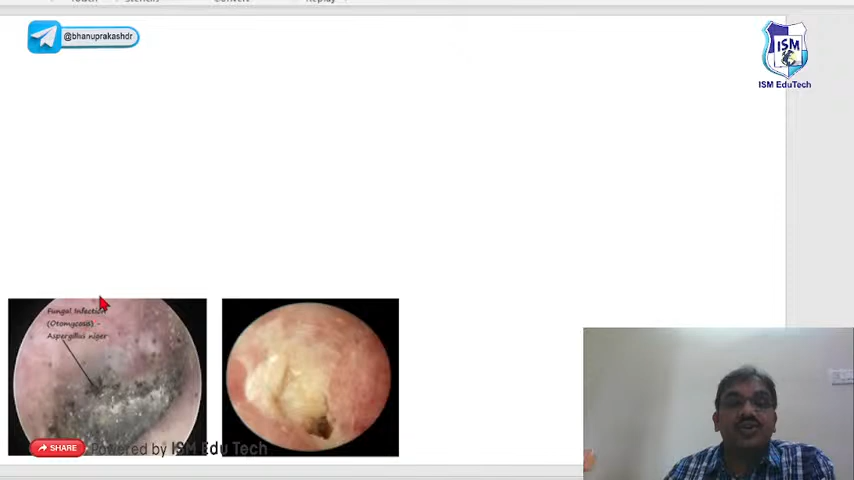 @bhanuprakashdr
ISM
ISM EduTech
Fungal Infection
(Otomycosis) -
Aspergillus niger
SHARE
Powered by ISM Edu Tech